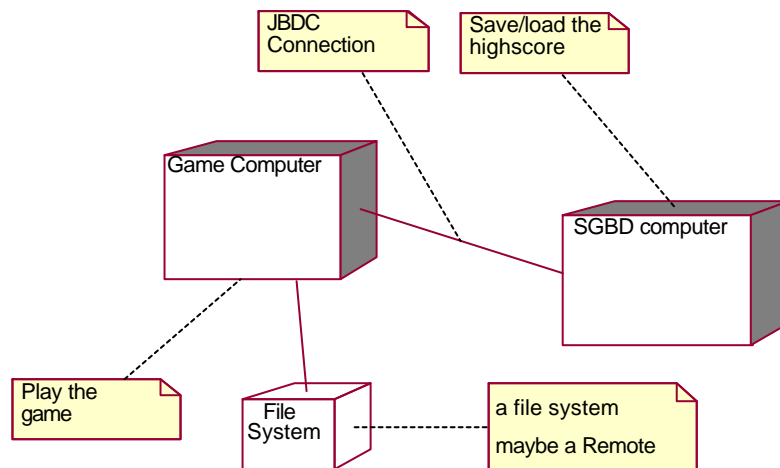 JBDC
Connection
Save/load the
highscore
Game Computer
SGBD computer
Play the
game
File
System
a file system
maybe a Remote